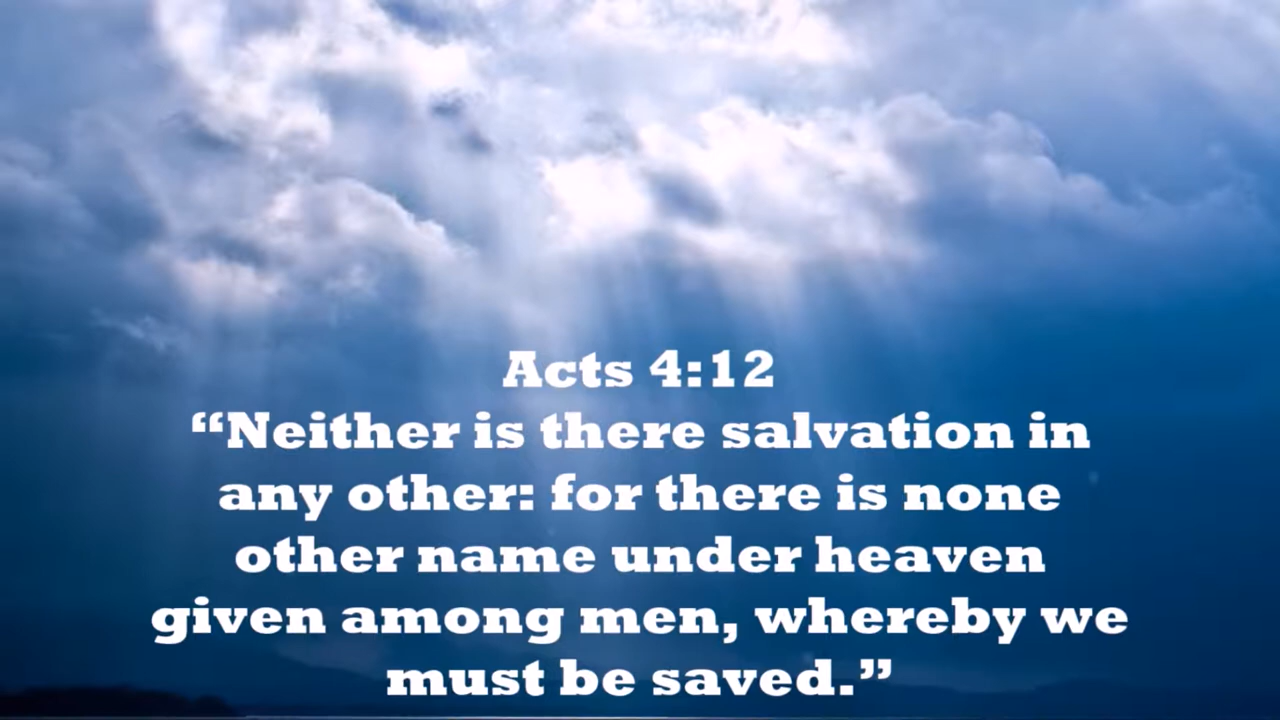 Acts 4:12
“Neither is there salvation in
any other: for there is none
other name under heaven
given among men, whereby we
must be saved.”